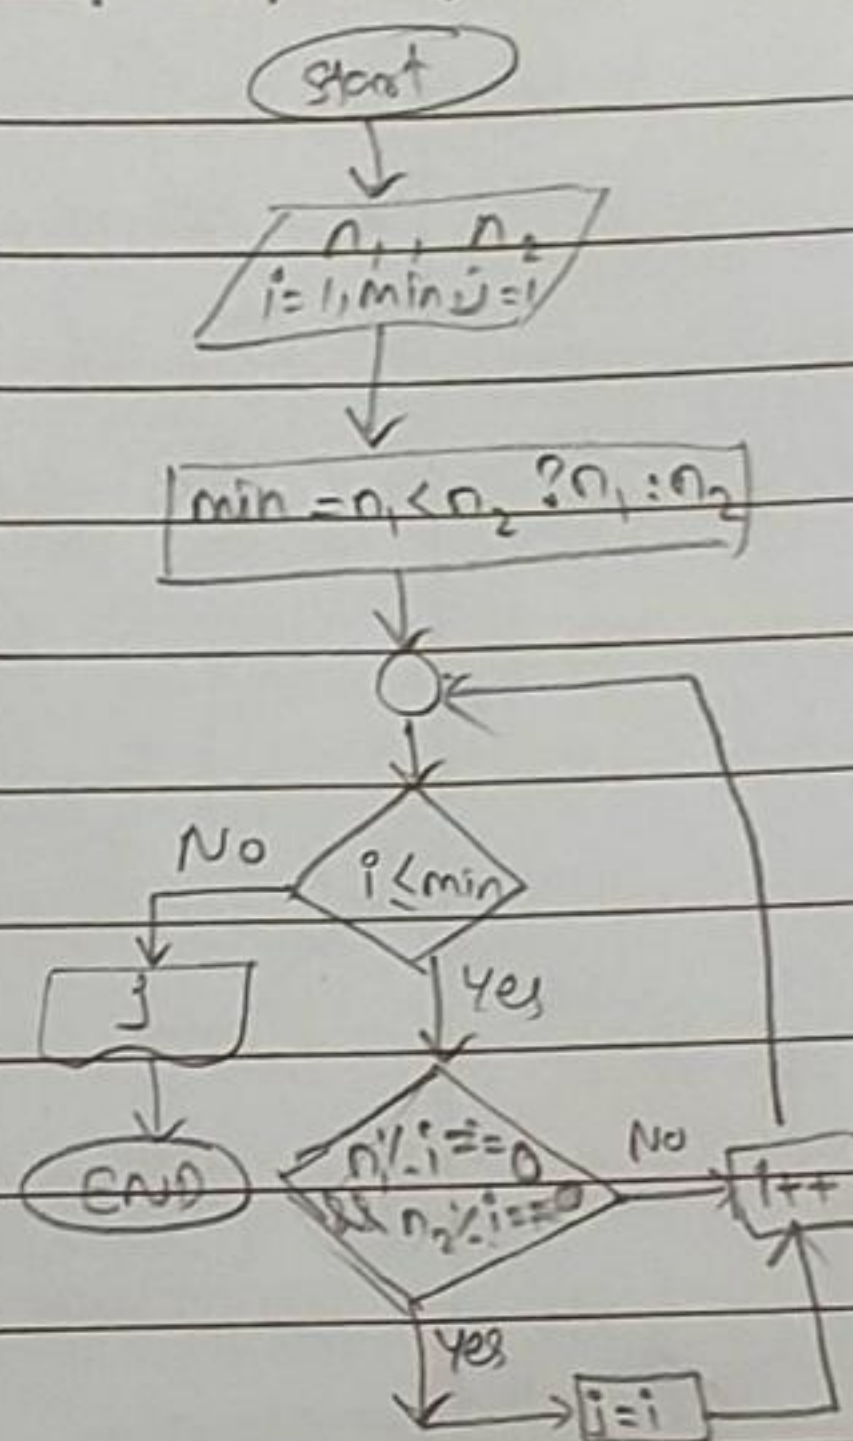 Start
n₁, n₂
i=1, min, j=1
min = n₁ < n₂ ? n₁ : n₂
No
i ≤ min
Yes
j
n₁%i==0
No
&& n₂%i==0
i++
END
Yes
j=i